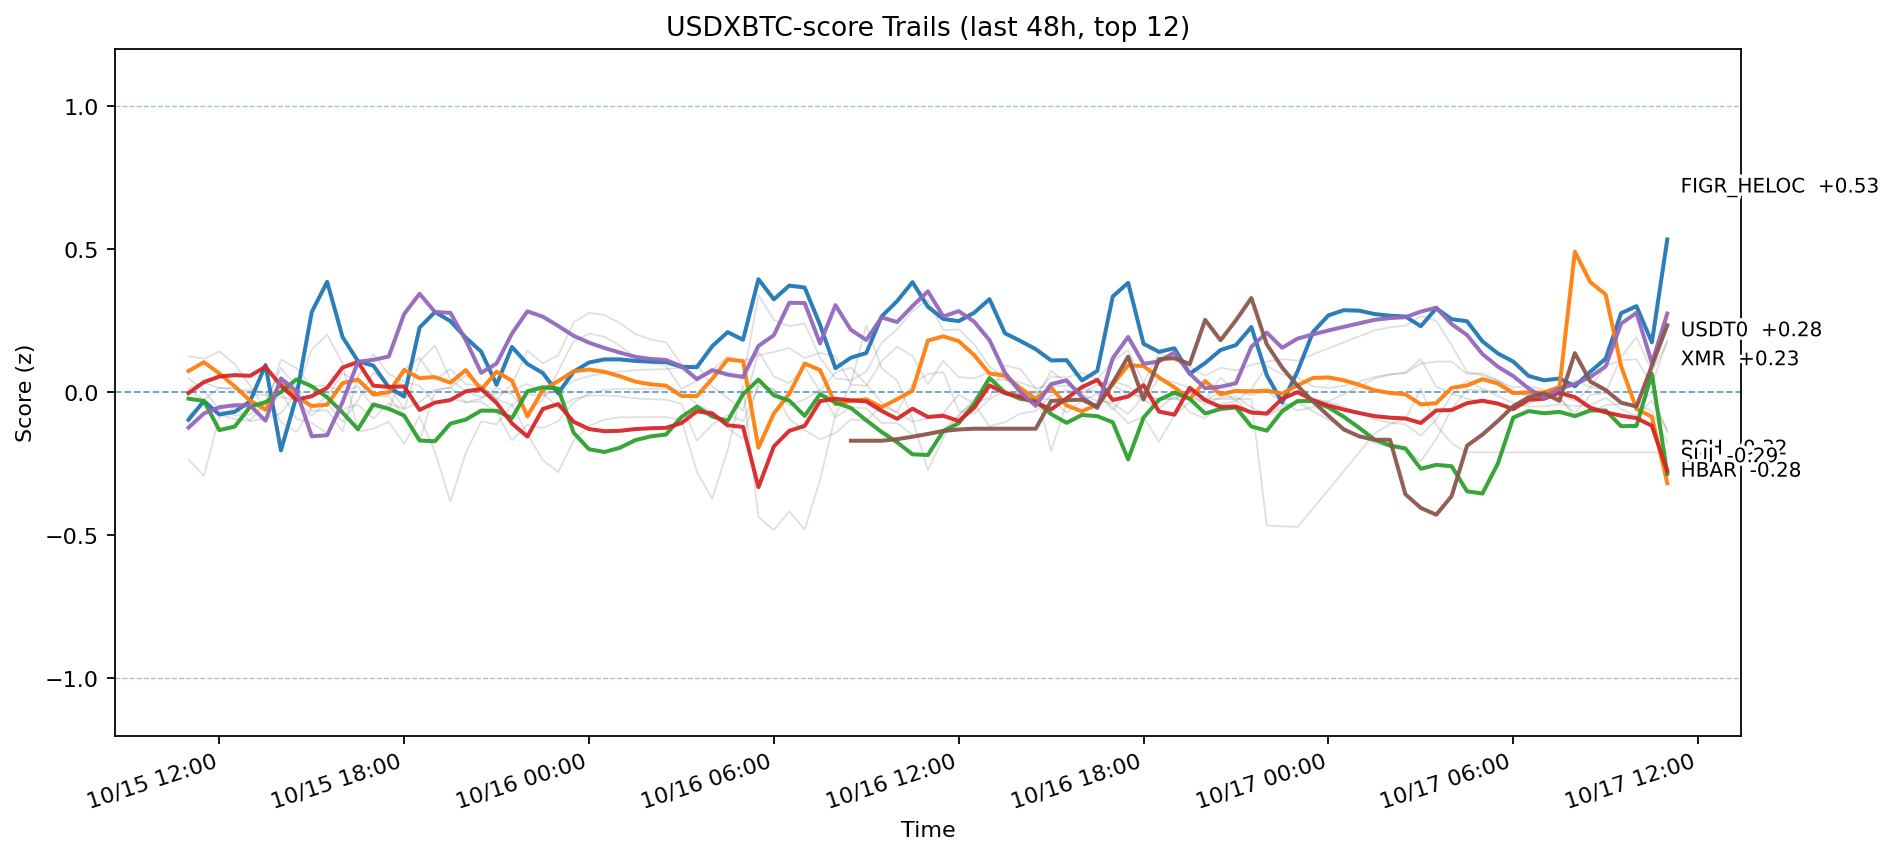 USDXBTC-score Trails (last 48h, top 12)
Score (z)
1.0
0.5
0.0
−0.5
−1.0
FIGR_HELOC +0.53
USDT0 +0.28
XMR +0.23
SUI -0.29
HBAR -0.28
10/15 12:00
10/15 18:00
10/16 00:00
10/16 06:00
10/16 12:00
10/16 18:00
10/17 00:00
10/17 06:00
10/17 12:00
Time